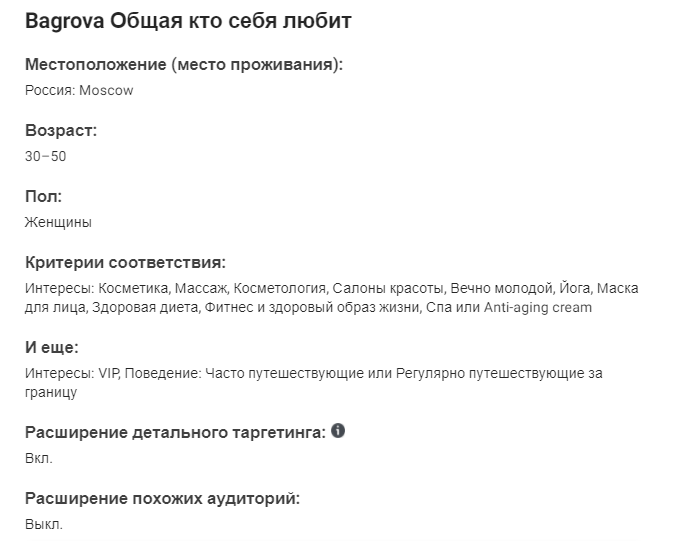 Bagrova Общая кто себя любит
Местоположение (место проживания):
Россия: Moscow
Возраст:
30–50
Пол:
Женщины
Критерии соответствия:
Интересы: Косметика, Массаж, Косметология, Салоны красоты, Вечно молодой, Йога, Маска
для лица, Здоровая диета, Фитнес и здоровый образ жизни, Спа или Anti-aging cream
И еще:
Интересы: VIP, Поведение: Часто путешествующие или Регулярно путешествующие за
границу
Расширение детального таргетинга:
Вкл.
Расширение похожих аудиторий:
Выкл.